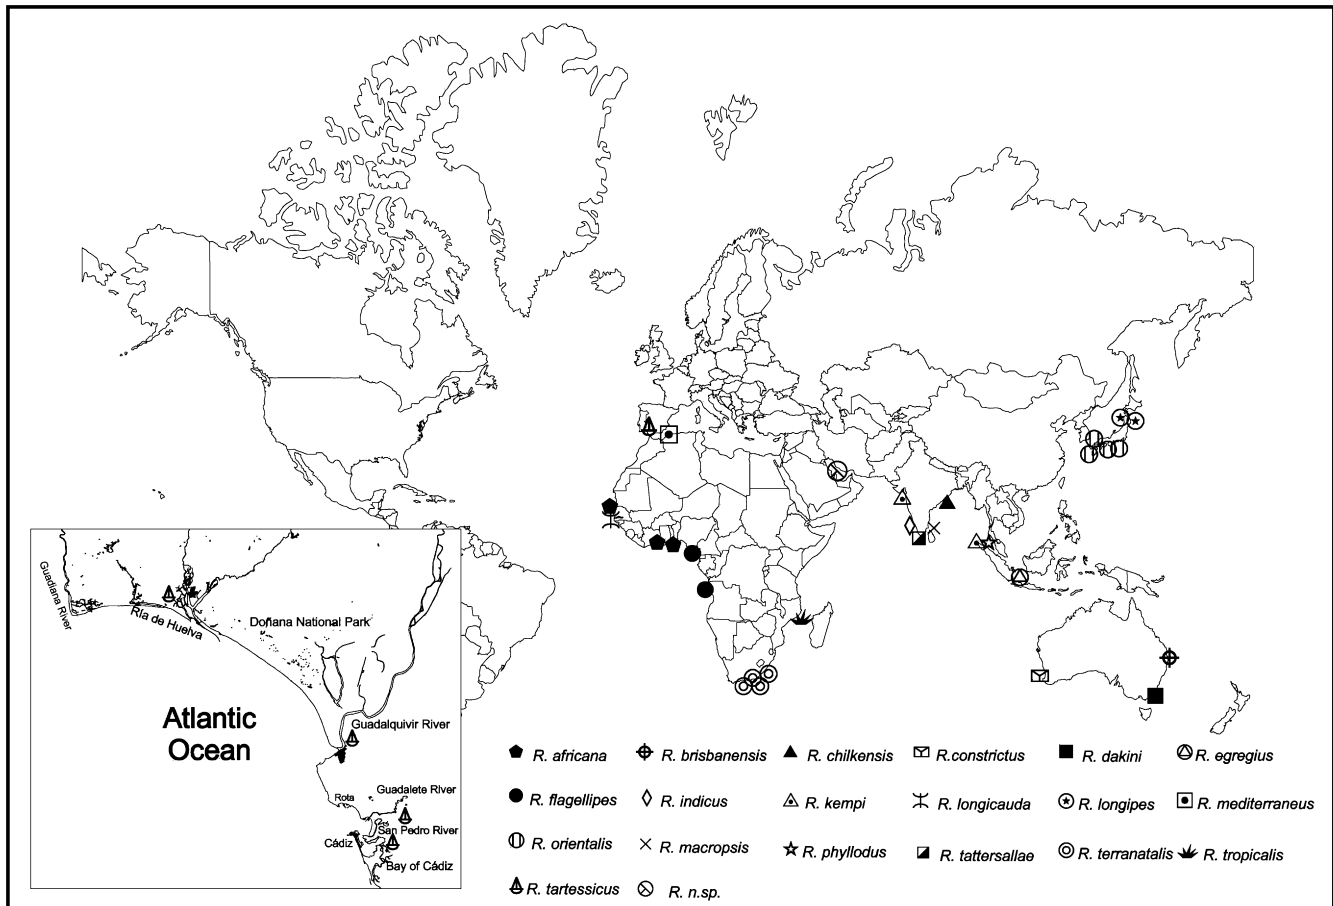 Guadiana River
Ría de Huelva
Doñana National Park
Atlantic
Ocean
Guadalquivir River
Rota
Guadalete River
San Pedro River
Cádiz
Bay of Cádiz
R. africana
R. brisbanensis
R. chilkensis
R.constrictus
R. dakini
R. egregius
R. flagellipes
R. indicus
R. kempi
R. longicauda
R. longipes
R. mediterraneus
R. orientalis
R. macropsis
R. phyllodus
R. tattersallae
R. terranatalis
R. tropicalis
R. tartessicus
R. n.sp.